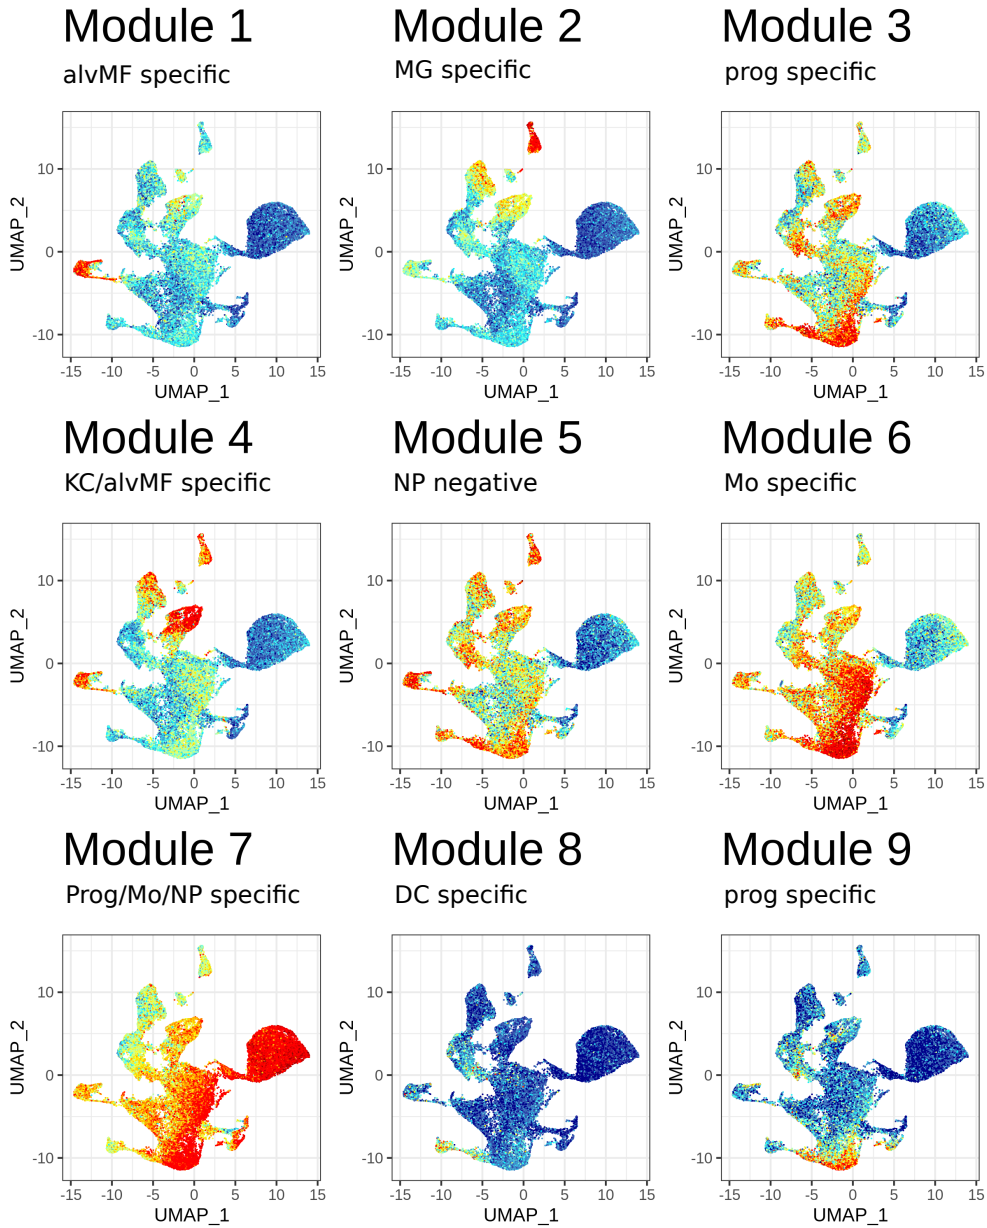 Module 1 Module 2 Module 3
alvMF specific MG specific prog specific
10 10 10
UMAP_2 UMAP_2 UMAP_2
0 0 0
-10 -10 -10
-15 -10 -5 0 5 10 15 -15 -10 -5 0 5 10 15 -15 -10 -5 0 5 10 15
UMAP_1 UMAP_1 UMAP_1
Module 4 Module 5 Module 6
KC/alvMF specific NP negative Mo specific
10 10 10
UMAP_2 UMAP_2 UMAP_2
0 0 0
-10 -10 -10
-15 -10 -5 0 5 10 15 -15 -10 -5 0 5 10 15 -15 -10 -5 0 5 10 15
UMAP_1 UMAP_1 UMAP_1
Module 7 Module 8 Module 9
Prog/Mo/NP specific DC specific prog specific
10 10 10
UMAP_2 UMAP_2 UMAP_2
0 0 0
-10 -10 -10
-15 -10 -5 0 5 10 15 -15 -10 -5 0 5 10 15 -15 -10 -5 0 5 10 15
UMAP_1 UMAP_1 UMAP_1